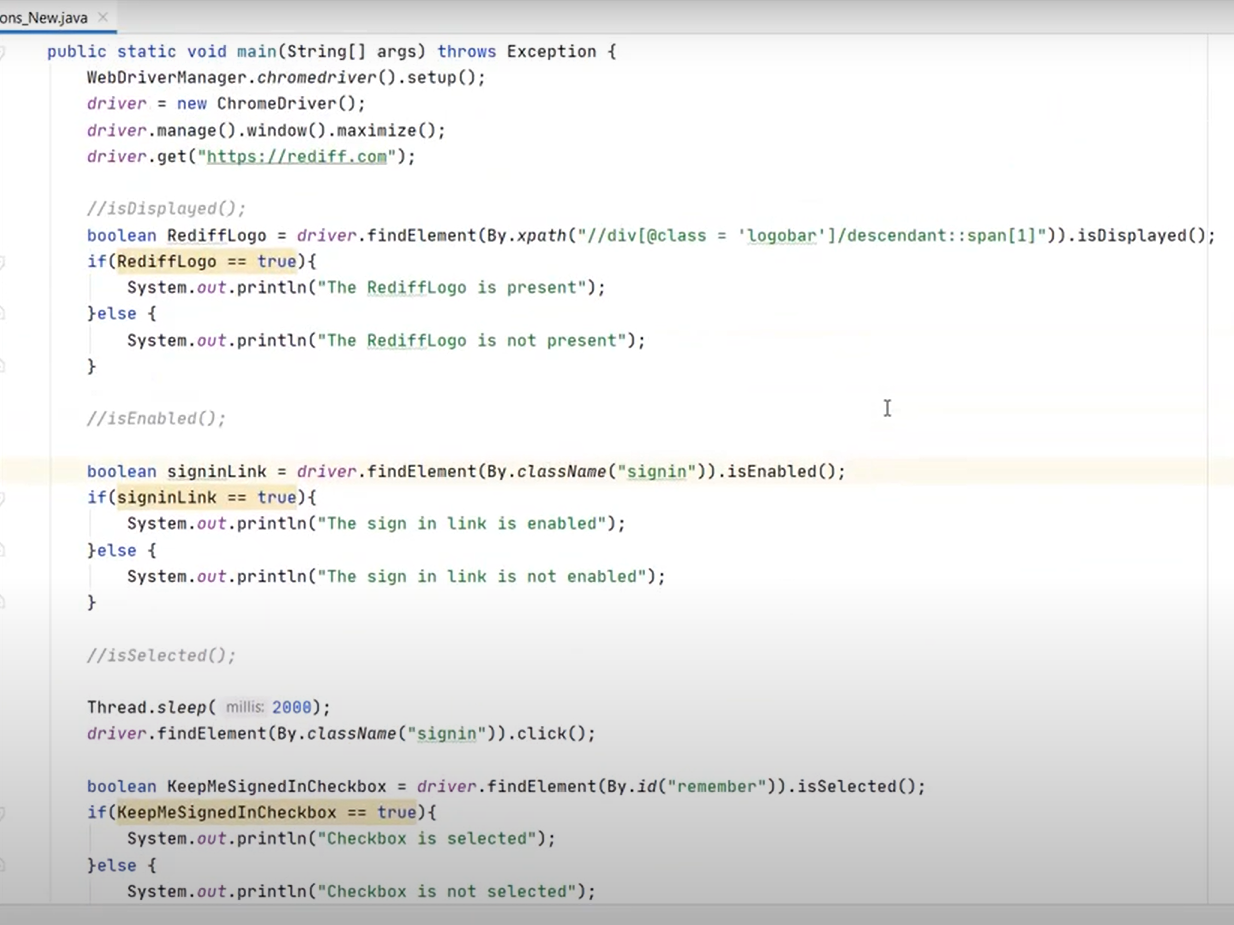 ons_New.java
public static void main(String[] args) throws Exception {
WebDriverManager.chromedriver().setup();
driver = new ChromeDriver();
driver.manage().window().maximize();
driver.get("https://rediff.com");
//isDisplayed();
boolean RediffLogo = driver.findElement(By.xpath("//div[@class = 'logobar']/descendant::span[1]")).isDisplayed();
if(RediffLogo == true){
System.out.println("The RediffLogo is present");
}else {
System.out.println("The RediffLogo is not present");
}
//isEnabled();
boolean signinLink = driver.findElement(By.className("signin")).isEnabled();
if(signinLink == true){
System.out.println("The sign in link is enabled");
}else {
System.out.println("The sign in link is not enabled");
}
//isSelected();
Thread.sleep( millis: 2000);
driver.findElement(By.className("signin")).click();
boolean KeepMeSignedInCheckbox = driver.findElement(By.id("remember")).isSelected();
if(KeepMeSignedInCheckbox == true){
System.out.println("Checkbox is selected");
}else {
System.out.println("Checkbox is not selected");